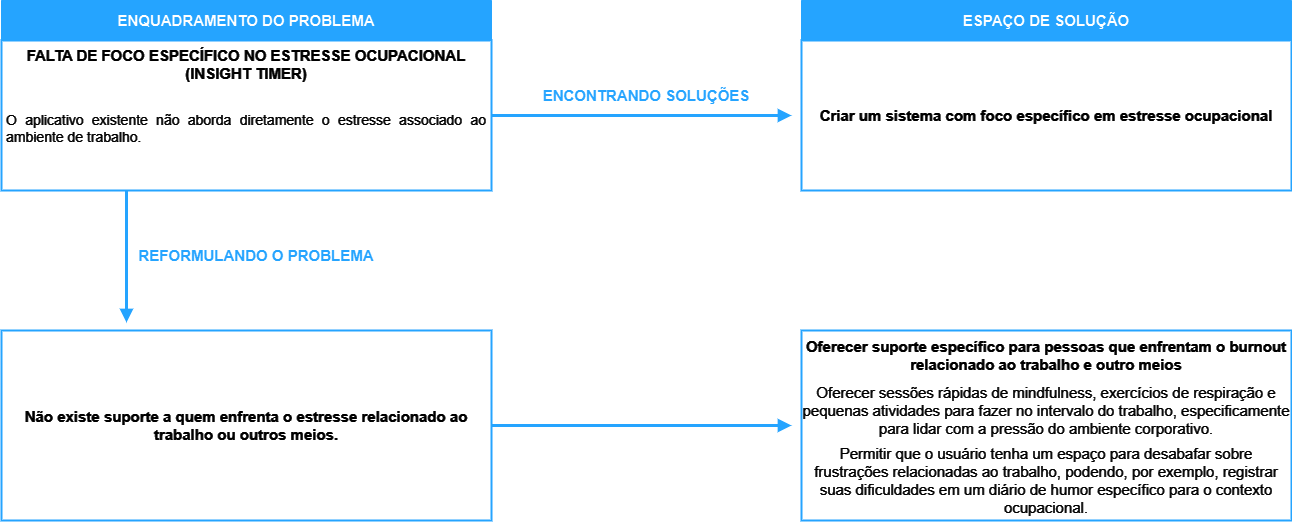 ENQUADRAMENTO DO PROBLEMA
ESPAÇO DE SOLUÇÃO
FALTA DE FOCO ESPECÍFICO NO ESTRESSE OCUPACIONAL
(INSIGHT TIMER)
O aplicativo existente não aborda diretamente o estresse associado ao
ambiente de trabalho.
ENCONTRANDO SOLUÇÕES
Criar um sistema com foco específico em estresse ocupacional
REFORMULANDO O PROBLEMA
Não existe suporte a quem enfrenta o estresse relacionado ao
trabalho ou outros meios.
Oferecer suporte específico para pessoas que enfrentam o burnout
relacionado ao trabalho e outro meios
Oferecer sessões rápidas de mindfulness, exercícios de respiração e
pequenas atividades para fazer no intervalo do trabalho, especificamente
para lidar com a pressão do ambiente corporativo.
Permitir que o usuário tenha um espaço para desabafar sobre
frustrações relacionadas ao trabalho, podendo, por exemplo, registrar
suas dificuldades em um diário de humor específico para o contexto
ocupacional.